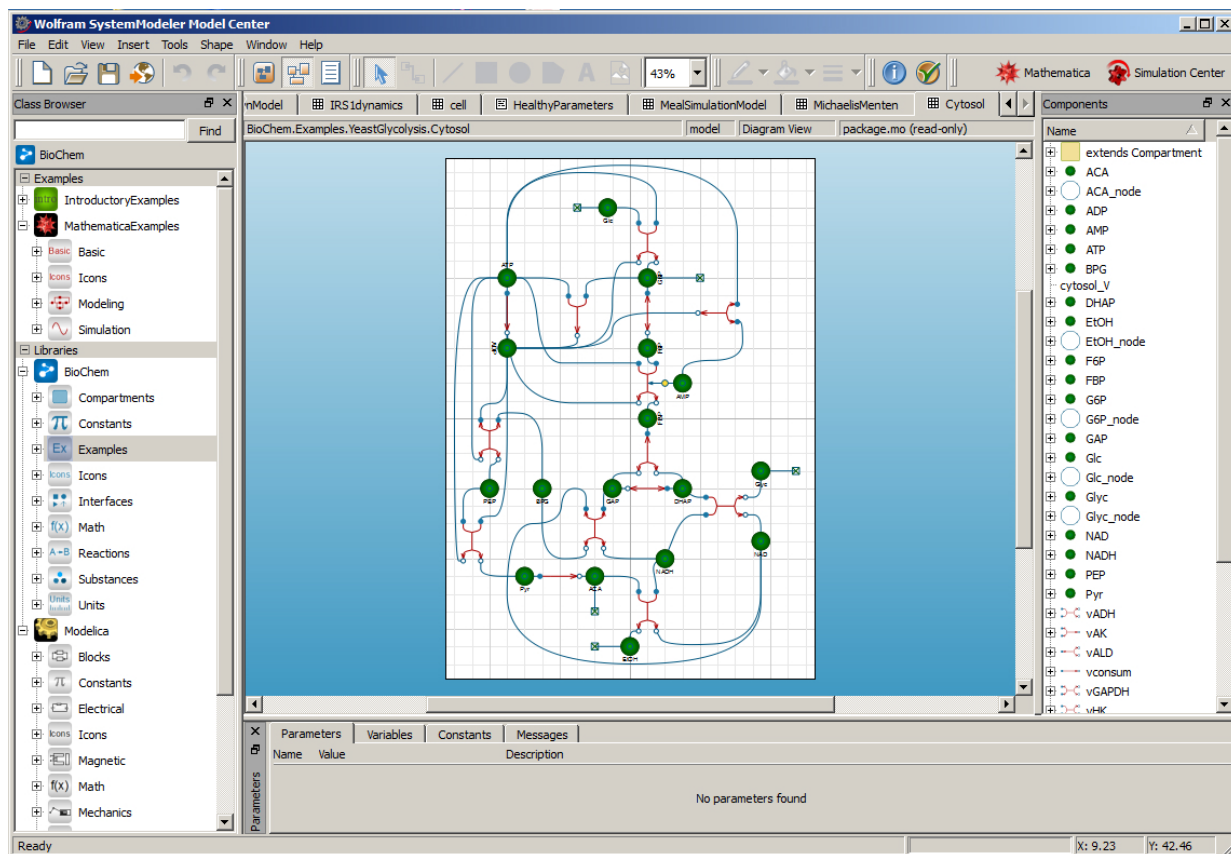 Wolfram SystemModeler Model Center
File Edit View Insert Tools Shape Window Help
43%
Mathematica
Simulation Center
Class Browser
Find
BioChem
Examples
Intro
IntroductoryExamples
MathematicaExamples
Basic Basic
Icons Icons
Modeling
Simulation
Libraries
BioChem
Compartments
π Constants
Ex Examples
Icons Icons
Interfaces
f(x) Math
A-B Reactions
Substances
Units Units
Modelica
Blocks
π Constants
Electrical
Icons Icons
Magnetic
f(x) Math
Mechanics
vnModel IRS1dynamics cell HealthyParameters MealSimulationModel MichaelisMenten Cytosol
BioChem.Examples.YeastGlycolysis.Cytosol model Diagram View package.mo (read-only)
Glc
ATP
G6P
ADP
F6P
AMP
FBP
Glyc
PEP
BPG
GAP
DHAP
NAD
NADH
Pyr
ACA
EtOH
Components
Name
extends Compartment
ACA
ACA_node
ADP
AMP
ATP
BPG
cytosol_V
DHAP
EtOH
EtOH_node
F6P
FBP
G6P
G6P_node
GAP
Glc
Glc_node
Glyc
Glyc_node
NAD
NADH
PEP
Pyr
vADH
vAK
vALD
vconsum
vGAPDH
vHK
Parameters Variables Constants Messages
Name Value Description
No parameters found
Parameters
Ready
X: 9.23 Y: 42.46